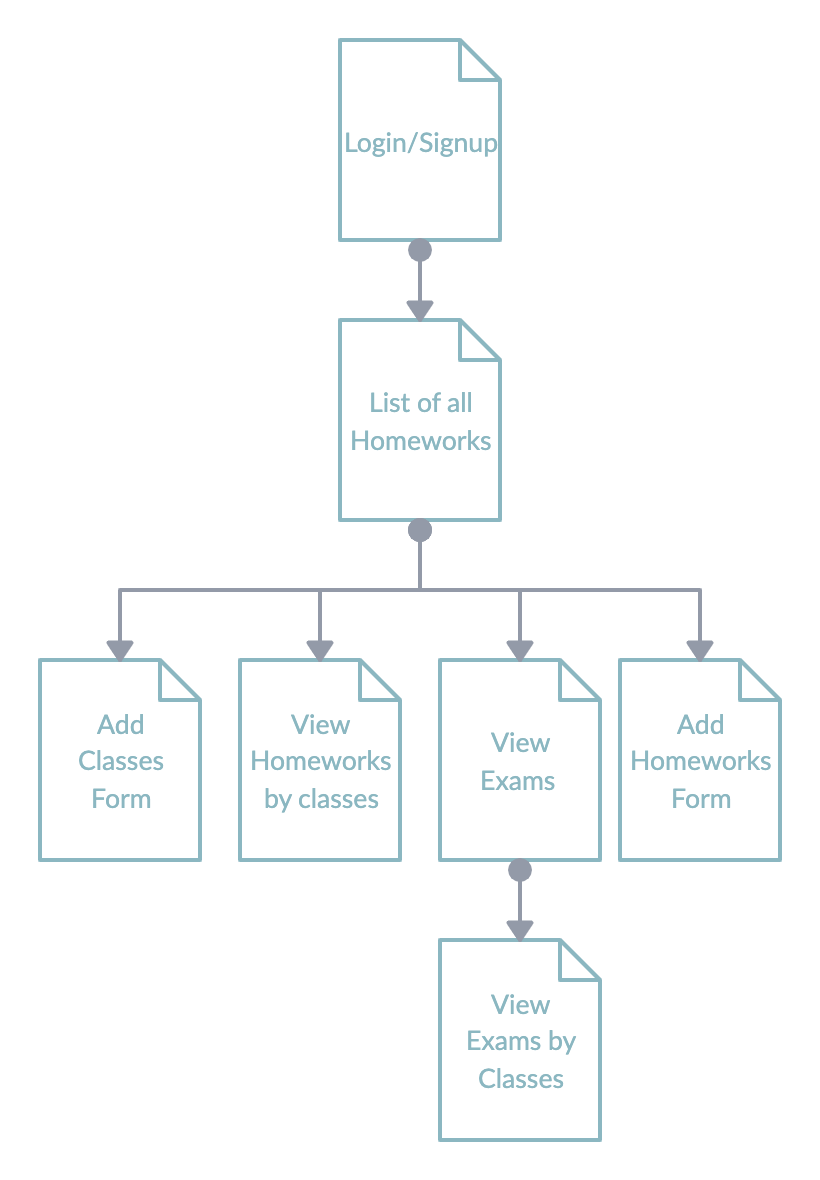 Login/Signup
List of all
Homeworks
Add
Classes
Form
View
Homeworks
by classes
View
Exams
Add
Homeworks
Form
View
Exams by
Classes